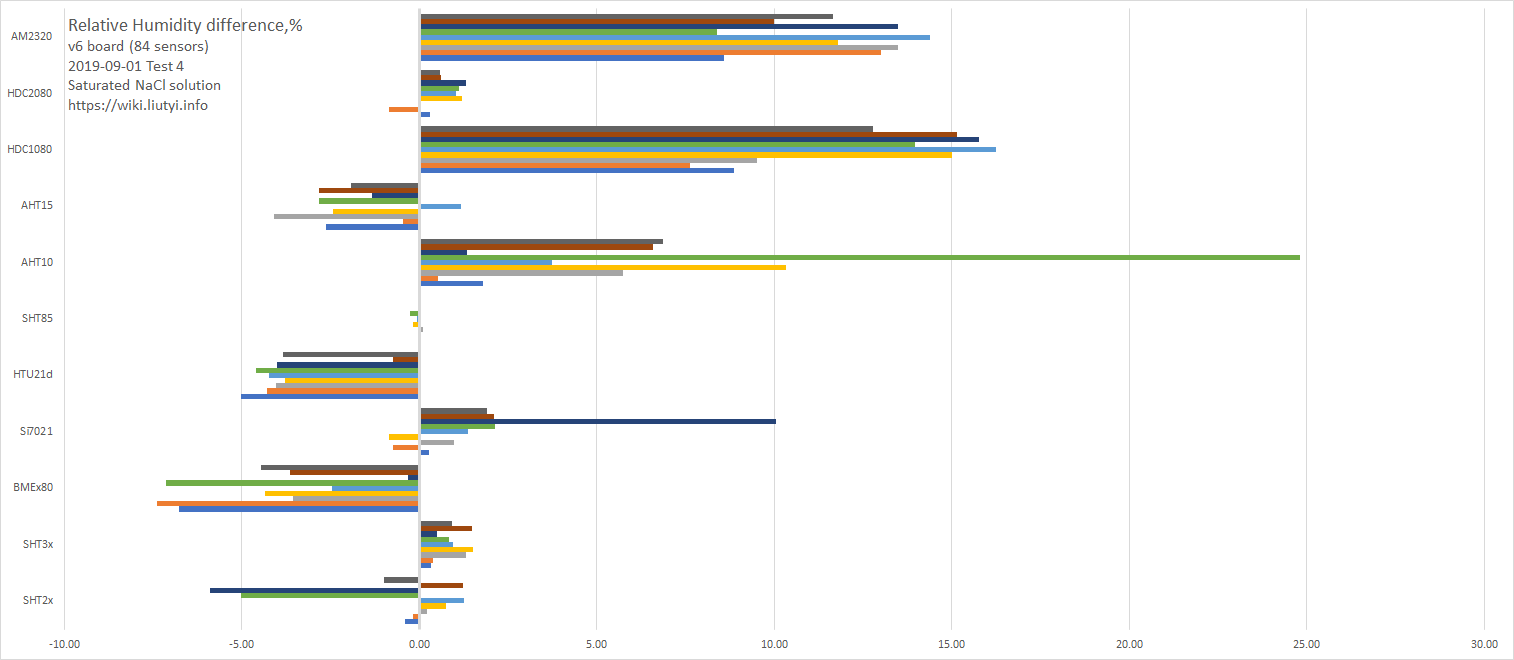 Relative Humidity difference,%
v6 board (84 sensors)
2019-09-01 Test 4
Saturated NaCl solution
https://wiki.liutyi.info
AM2320
HDC2080
HDC1080
AHT15
AHT10
SHT85
HTU21d
Si7021
BMEx80
SHT3x
SHT2x
-10.00 -5.00 0.00 5.00 10.00 15.00 20.00 25.00 30.00